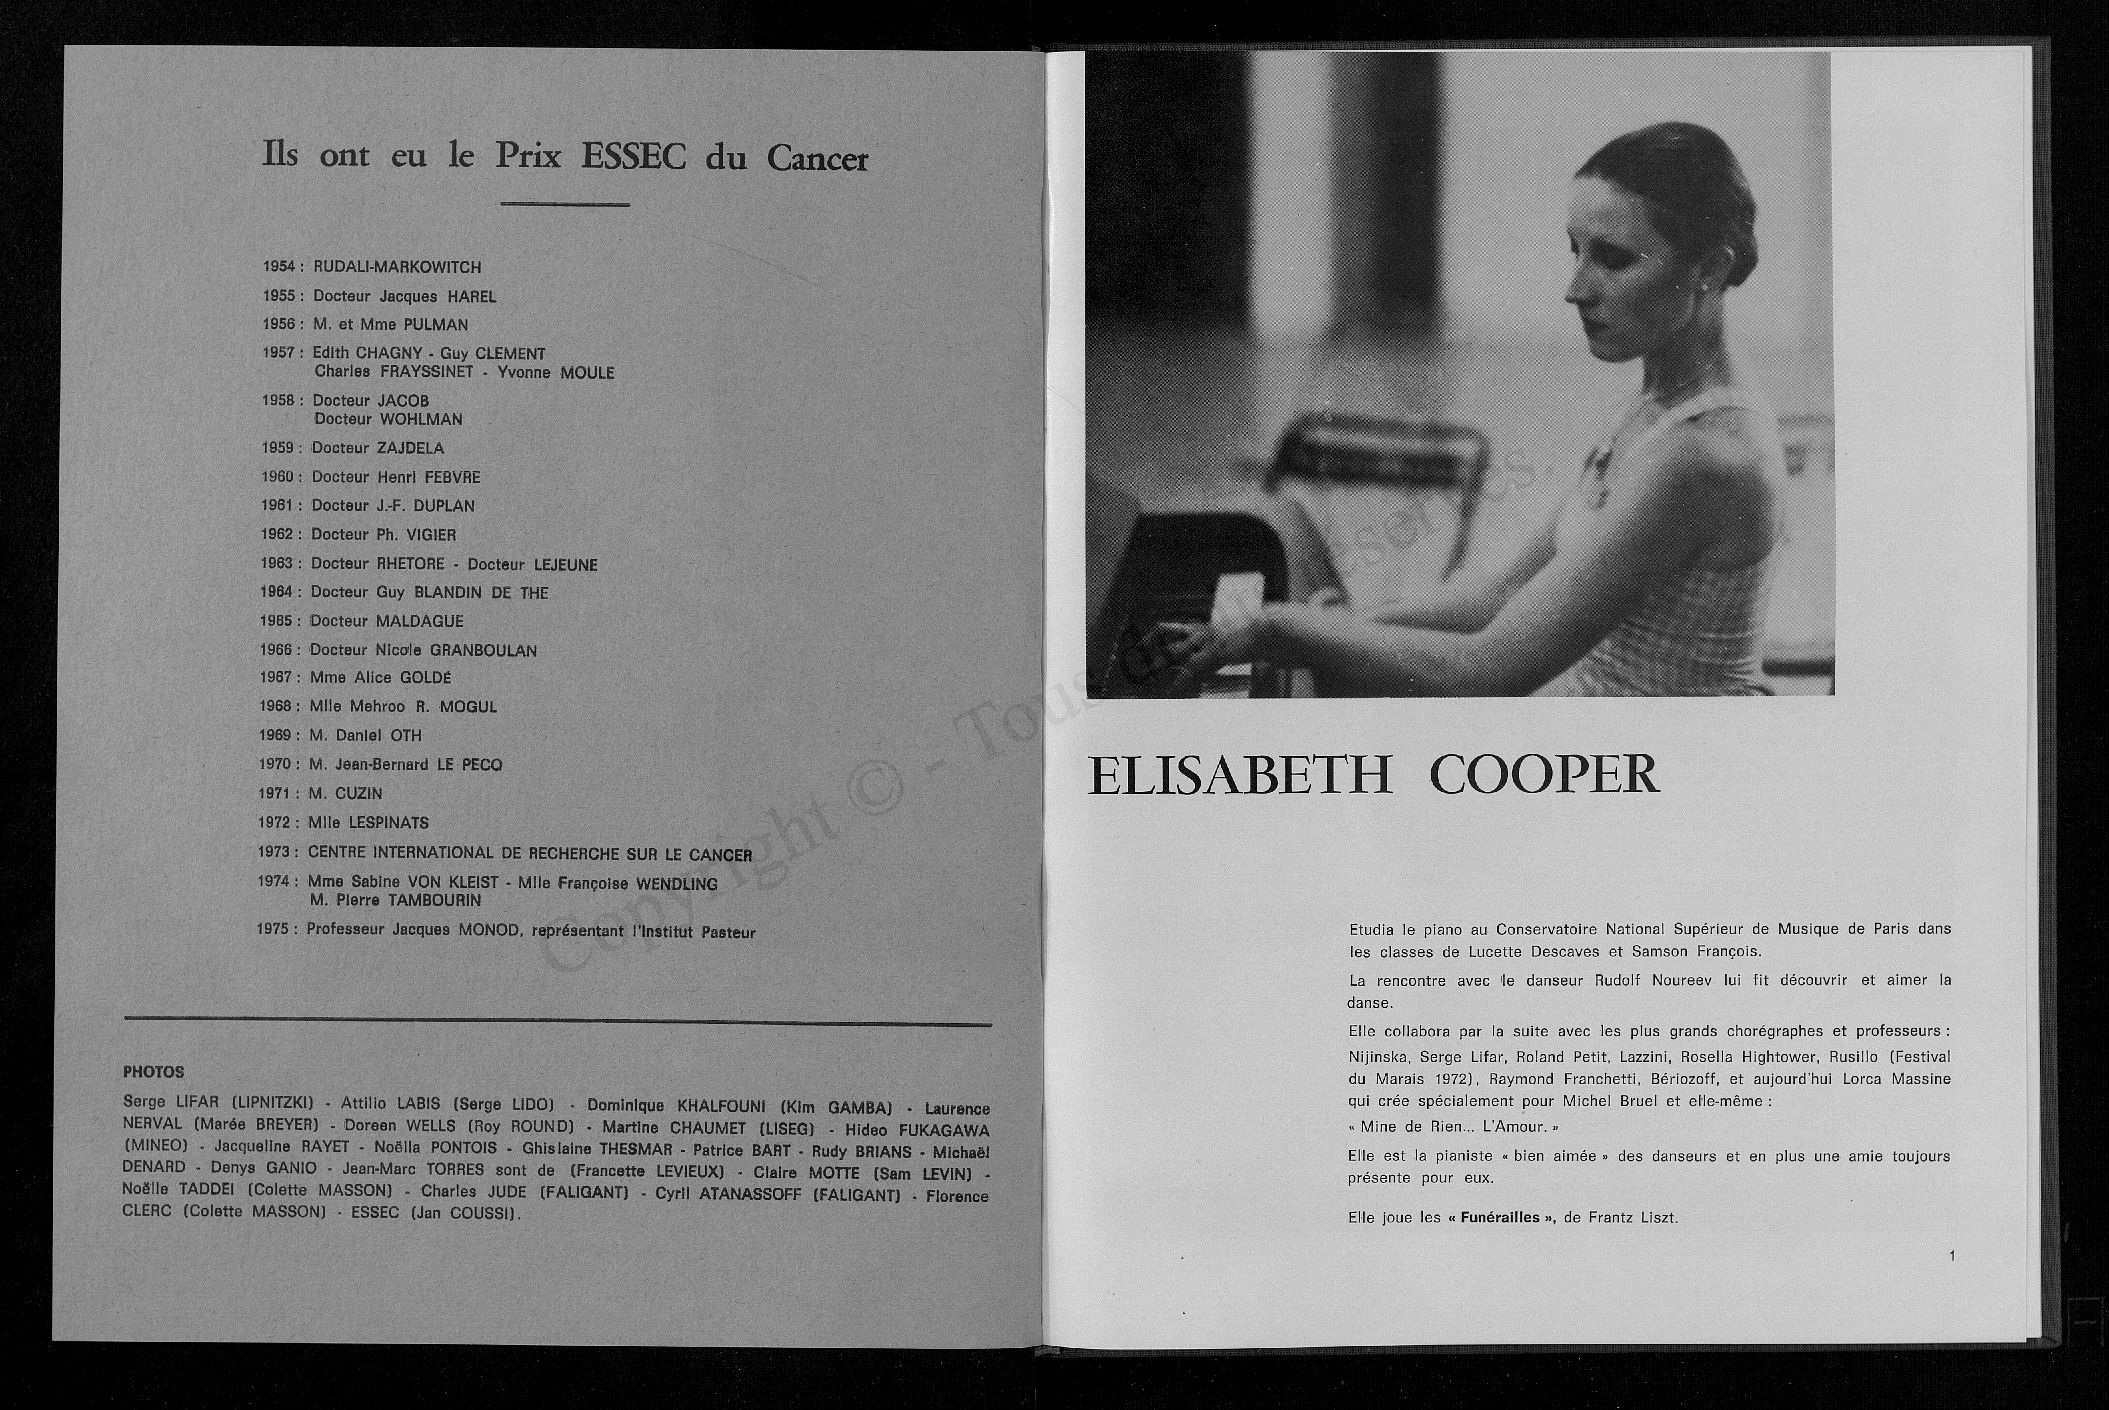 Ils ont eu le Prix ESSEC du Cancer
1954 : RUDALI-MARKOWITCH
1955 : Docteur Jacques HAREL
1956 : M. et Mme PULMAN
1957 : Edith CHAGNY - Guy CLEMENT
Charles FRAYSSINET - Yvonne MOULE
1958 : Docteur JACOB
Docteur WOHLMAN
1959 : Docteur ZAJDELA
1960 : Docteur Henri FEBVRE
1961 : Docteur J.-F. DUPLAN
1962 : Docteur Ph. VIGIER
1963 : Docteur RHETORE - Docteur LEJEUNE
1964 : Docteur Guy BLANDIN DE THE
1965 : Docteur MALDAGUE
1966 : Docteur Nicole GRANBOULAN
1967 : Mme Alice GOLDÉ
1968 : Mlle Mehroo R. MOGUL
1969 : M. Daniel OTH
1970 : M. Jean-Bernard LE PECQ
1971 : M. CUZIN
1972 : Mlle LESPINATS
1973 : CENTRE INTERNATIONAL DE RECHERCHE SUR LE CANCER
1974 : Mme Sabine VON KLEIST - Mlle Françoise WENDLING
M. Pierre TAMBOURIN
1975 : Professeur Jacques MONOD, représentant l'Institut Pasteur
PHOTOS
Serge LIFAR (LIPNITZKI) - Attilio LABIS (Serge LIDO) - Dominique KHALFOUNI (Kim GAMBA) - Laurence
NERVAL (Marée BREYER) - Doreen WELLS (Roy ROUND) - Martine CHAUMET (LISEG) - Hideo FUKAGAWA
(MINEO) - Jacqueline RAYET - Noëlla PONTOIS - Ghislaine THESMAR - Patrice BART - Rudy BRIANS - Michaël
DENARD - Denys GANIO - Jean-Marc TORRES sont de (Francette LEVIEUX) - Claire MOTTE (Sam LEVIN) -
Noëlle TADDEI (Colette MASSON) - Charles JUDE (FALIGANT) - Cyril ATANASSOFF (FALIGANT) - Florence
CLERC (Colette MASSON) - ESSEC (Jan COUSSI).
Copyright © - Tous
ELISABETH COOPER
Etudia le piano au Conservatoire National Supérieur de Musique de Paris dans
les classes de Lucette Descaves et Samson François.
La rencontre avec le danseur Rudolf Noureev lui fit découvrir et aimer la
danse.
Elle collabora par la suite avec les plus grands chorégraphes et professeurs :
Nijinska, Serge Lifar, Roland Petit, Lazzini, Rosella Hightower, Rusillo (Festival
du Marais 1972), Raymond Franchetti, Bériozoff, et aujourd'hui Lorca Massine
qui crée spécialement pour Michel Bruel et elle-même :
« Mine de Rien... L'Amour. »
Elle est la pianiste « bien aimée » des danseurs et en plus une amie toujours
présente pour eux.
Elle joue les « Funérailles », de Frantz Liszt.
1